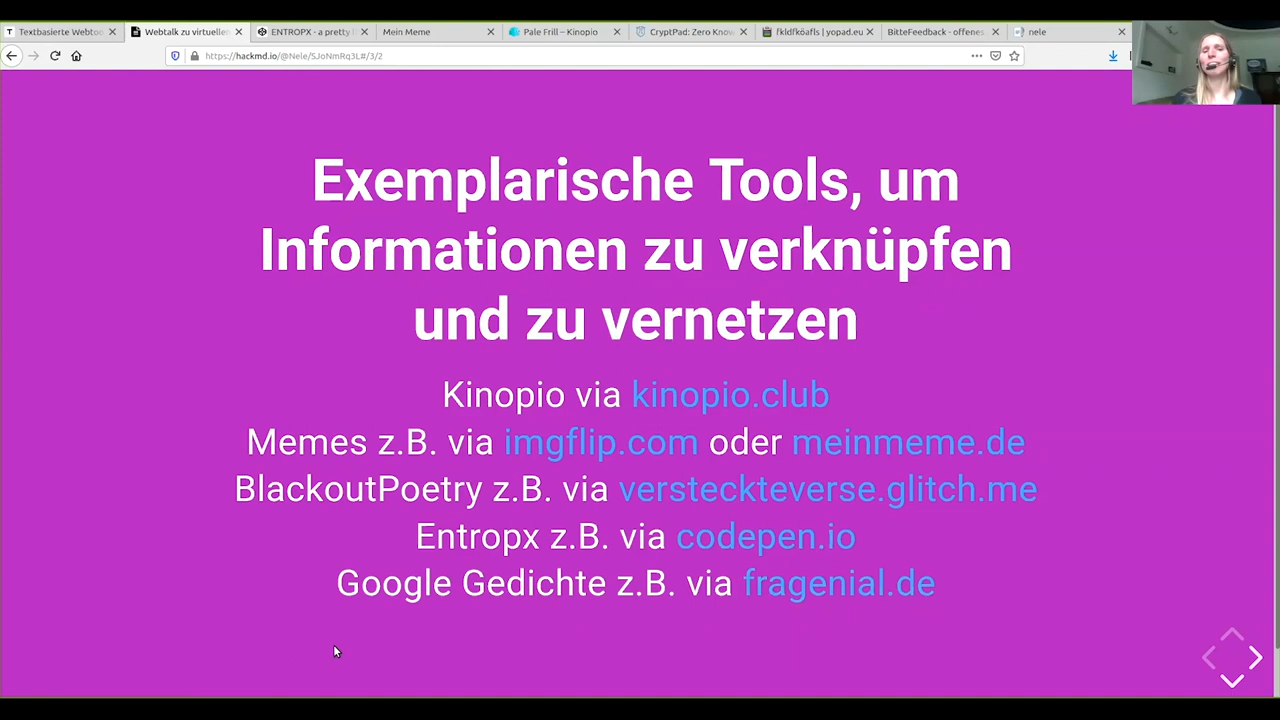 Textbasierte Webtoo
Webtalk zu virtuellen
ENTROPX - a pretty
Mein Meme
Pale Frill – Kinopio
CryptPad: Zero Know
fkldfköafls | yopad.eu
BitteFeedback - offenes
nele
https://hackmd.io/@Nele/SJoNmRq3L#/3/2
Exemplarische Tools, um
Informationen zu verknüpfen
und zu vernetzen
Kinopio via kinopio.club
Memes z.B. via imgflip.com oder meinmeme.de
BlackoutPoetry z.B. via versteckteverse.glitch.me
Entropx z.B. via codepen.io
Google Gedichte z.B. via fragenial.de